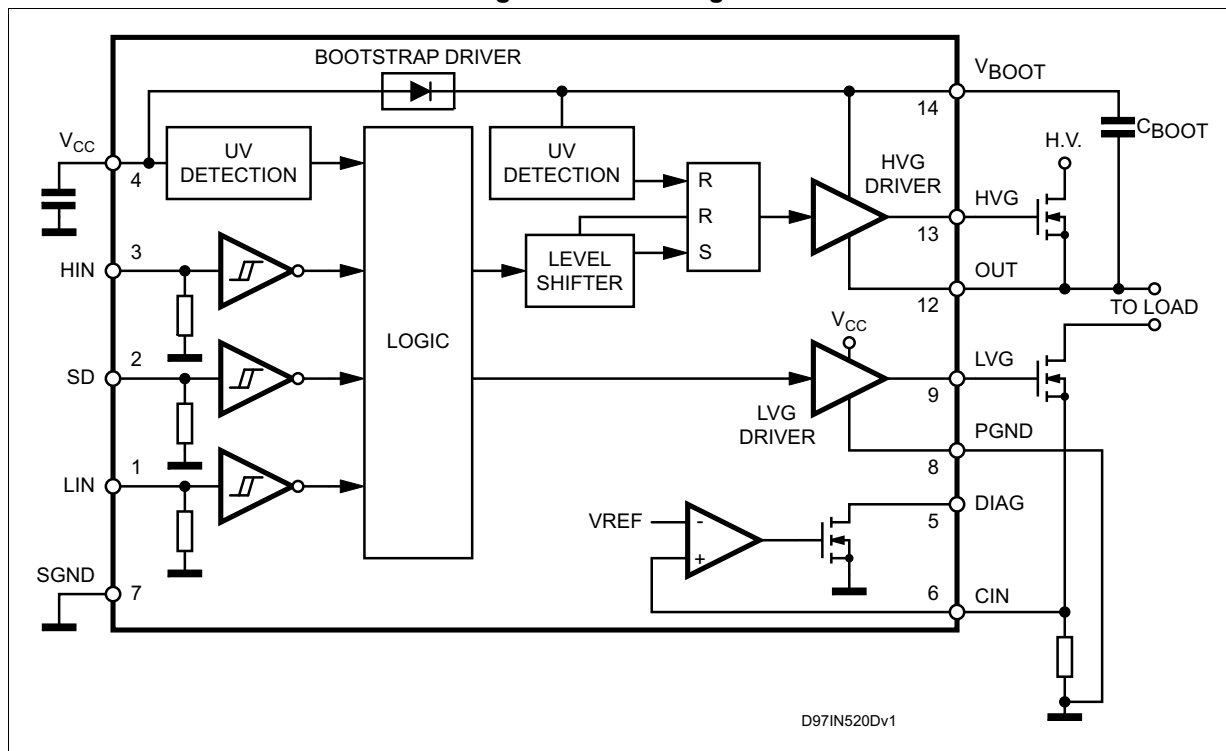 BOOTSTRAP DRIVER
VBOOT
14
CBOOT
H.V.
VCC
4
UV
DETECTION
UV
DETECTION
R
R
S
HVG
DRIVER
HVG
13
3
HIN
LEVEL
SHIFTER
OUT
12
TO LOAD
LOGIC
VCC
2
SD
LVG
9
LVG
DRIVER
PGND
8
1
LIN
DIAG
5
VREF
-
+
SGND
7
6
CIN
D97IN520Dv1